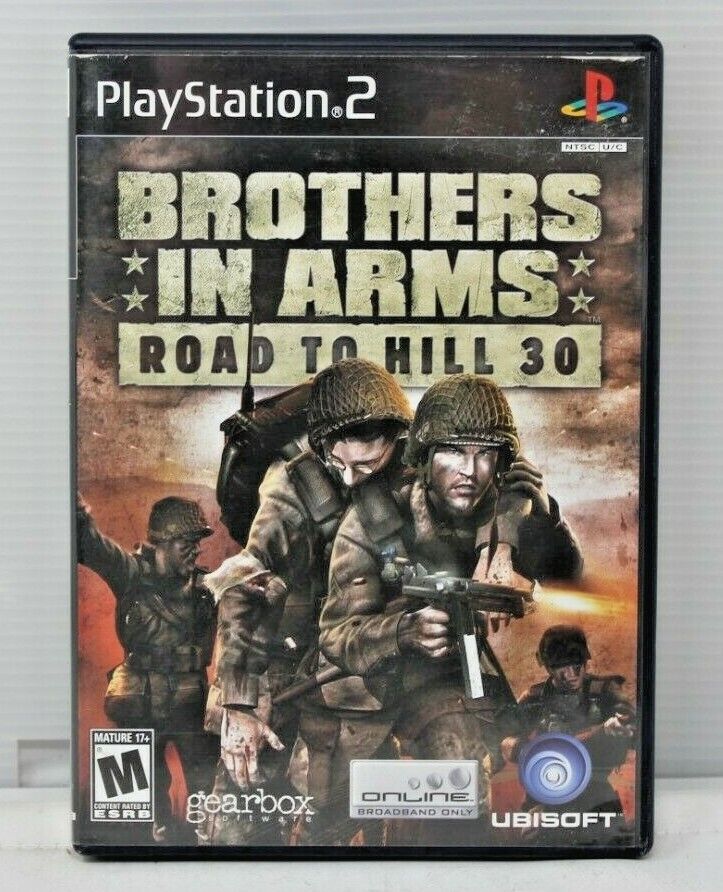 PlayStation®2
NTSC U/C
BROTHERS
IN ARMS
ROAD TO HILL 30
TM
MATURE 17+
M
®
CONTENT RATED BY
ESRB
gearbox
software
ONLINE
BROADBAND ONLY
UBISOFT